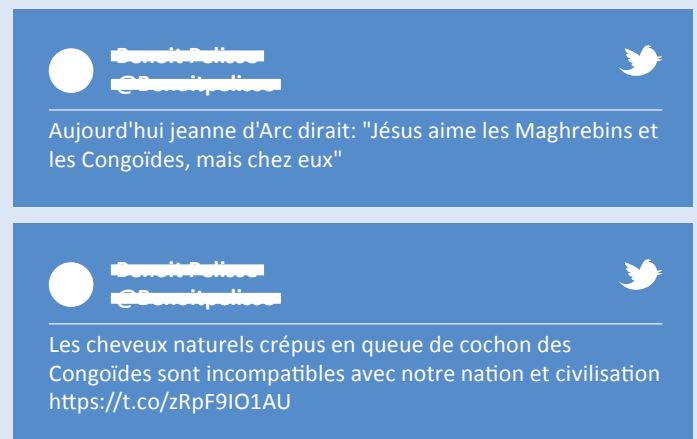 Aujourd'hui jeanne d'Arc dirait: "Jésus aime les Maghrebins et
les Congoïdes, mais chez eux"
Les cheveux naturels crépus en queue de cochon des
Congoïdes sont incompatibles avec notre nation et civilisation
https://t.co/zRpF9IO1AU